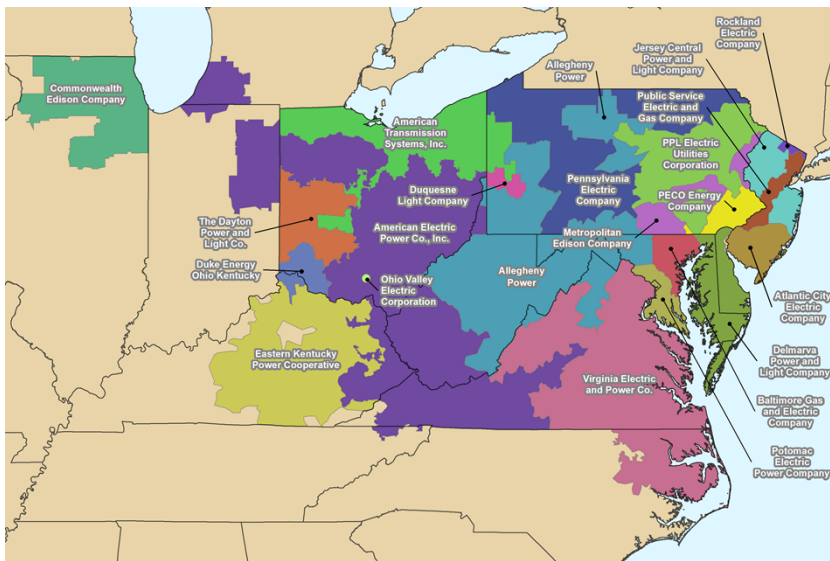 Rockland
Electric
Company
Jersey Central
Power and
Light Company
Allegheny
Power
Commonwealth
Edison Company
Public Service
Electric and
Gas Company
American
Transmission
Systems, Inc.
PPL Electric
Utilities
Corporation
Duquesne
Light Company
Pennsylvania
Electric
Company
PECO Energy
Company
The Dayton
Power and
Light Co.
American Electric
Power Co., Inc.
Metropolitan
Edison Company
Duke Energy
Ohio Kentucky
Allegheny
Power
Ohio Valley
Electric
Corporation
Atlantic City
Electric
Company
Eastern Kentucky
Power Cooperative
Delmarva
Power and
Light Company
Virginia Electric
and Power Co.
Baltimore Gas
and Electric
Company
Potomac
Electric
Power Company